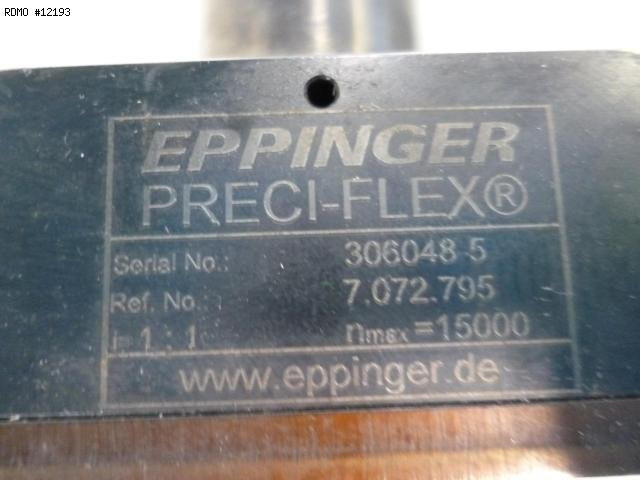 RDMO #12193
EPPINGER
PRECI-FLEX®
Serial No.: 306048 5
Ref. No.: 7.072.795
i= 1 : 1 nmax =15000
www.eppinger.de